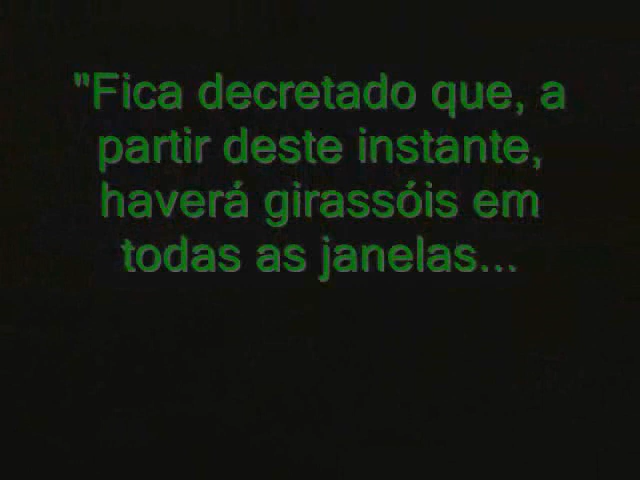 "Fica decretado que, a
partir deste instante,
haverá girassóis em
todas as janelas...